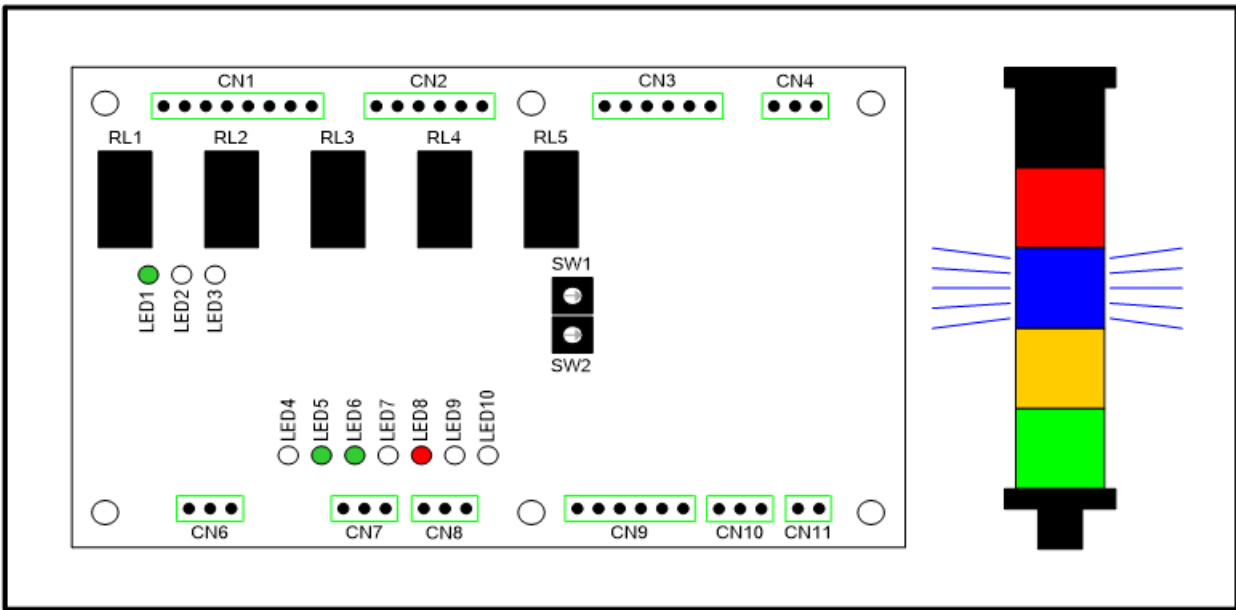 CN1 CN2 CN3 CN4
RL1 RL2 RL3 RL4 RL5
SW1
LED1 LED2 LED3
SW2
LED4 LED5 LED6 LED7 LED8 LED9 LED10
CN6 CN7 CN8 CN9 CN10 CN11